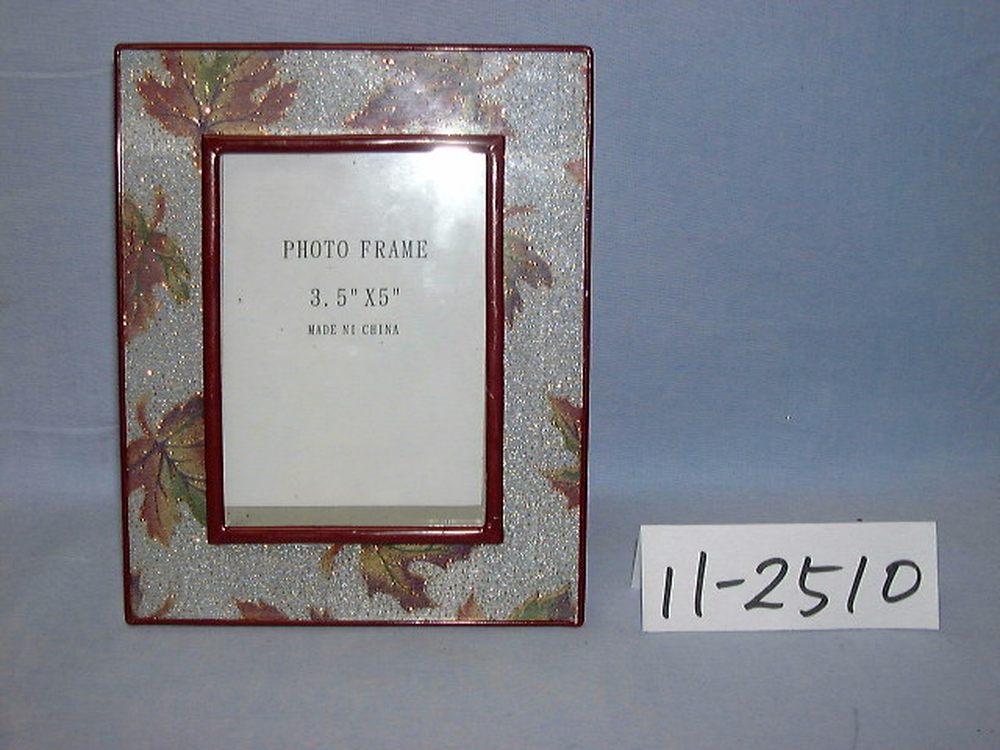 PHOTO FRAME
3.5"X5"
MADE NI CHINA
11-2510